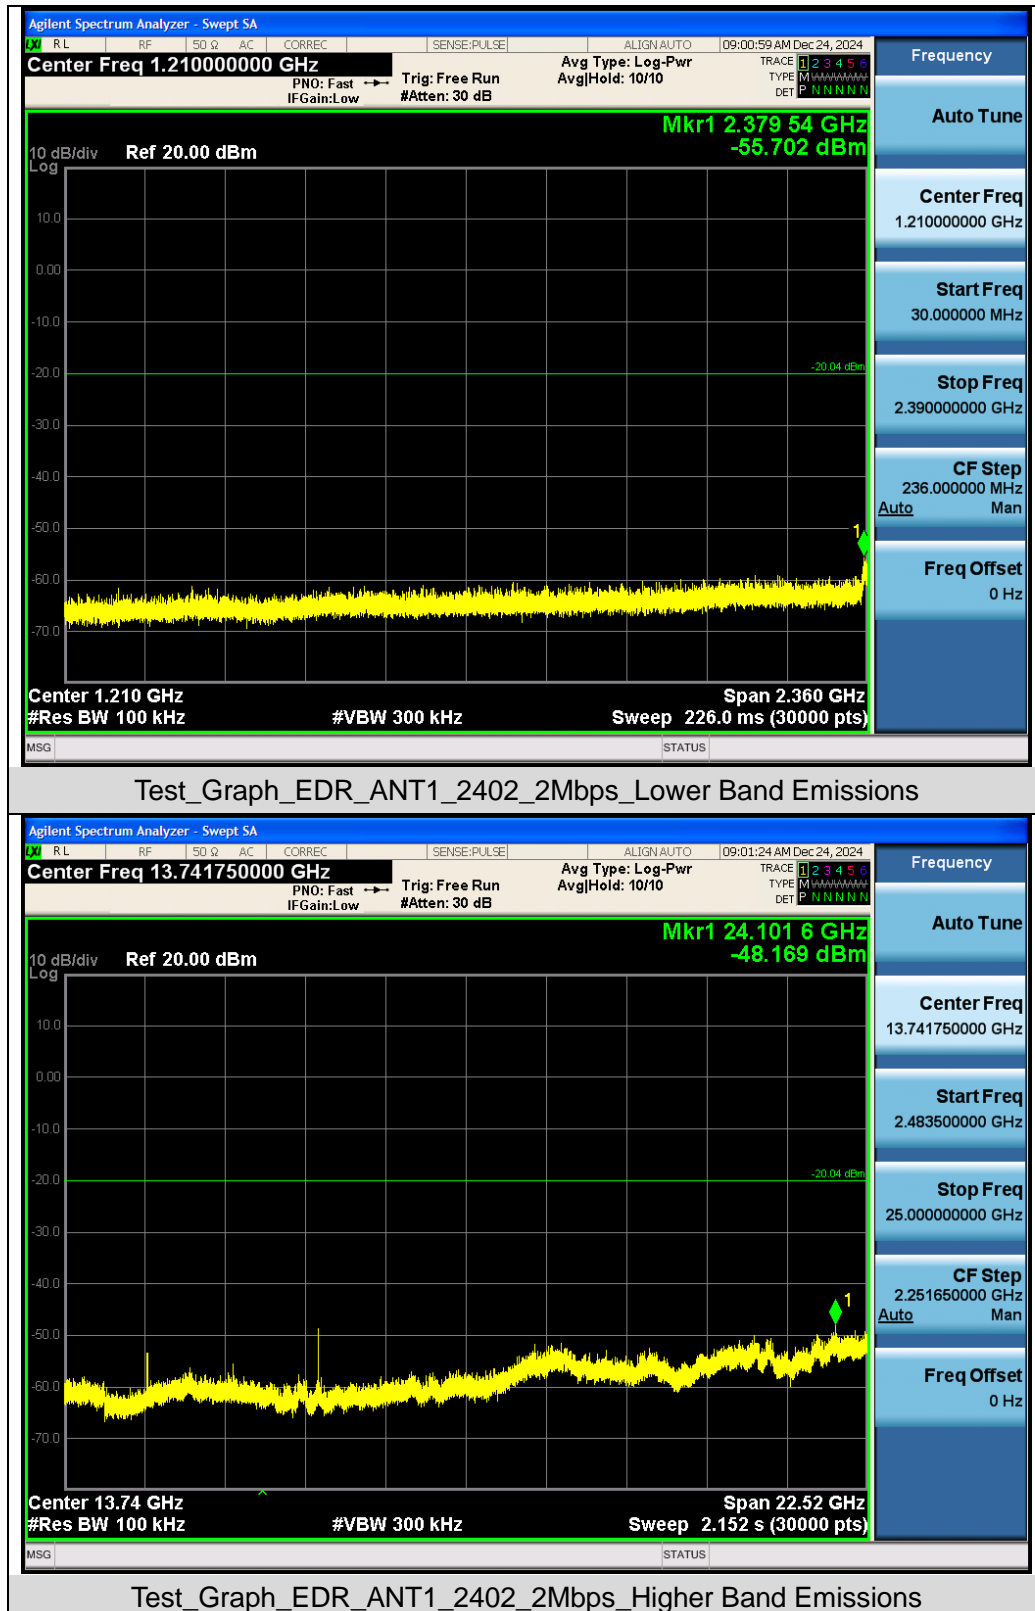 Agilent Spectrum Analyzer - Swept SA
LXI RL RF 50 Ω AC CORREC SENSE:PULSE ALIGN AUTO 09:00:59 AM Dec 24, 2024
Center Freq 1.210000000 GHz
PNO: Fast
IFGain:Low
Trig: Free Run
#Atten: 30 dB
Avg Type: Log-Pwr
Avg|Hold: 10/10
TRACE 1 2 3 4 5 6
TYPE M
DET P N N N N N
Mkr1 2.379 54 GHz
-55.702 dBm
10 dB/div Ref 20.00 dBm
Log
10.0
0.00
-10.0
-20.0
-20.04 dBm
-30.0
-40.0
-50.0
1
-60.0
-70.0
Center 1.210 GHz Span 2.360 GHz
#Res BW 100 kHz #VBW 300 kHz Sweep 226.0 ms (30000 pts)
MSG STATUS
Frequency
Auto Tune
Center Freq
1.210000000 GHz
Start Freq
30.000000 MHz
Stop Freq
2.390000000 GHz
CF Step
236.000000 MHz
Auto Man
Freq Offset
0 Hz
Test_Graph_EDR_ANT1_2402_2Mbps_Lower Band Emissions
Agilent Spectrum Analyzer - Swept SA
LXI RL RF 50 Ω AC CORREC SENSE:PULSE ALIGN AUTO 09:01:24 AM Dec 24, 2024
Center Freq 13.741750000 GHz
PNO: Fast
IFGain:Low
Trig: Free Run
#Atten: 30 dB
Avg Type: Log-Pwr
Avg|Hold: 10/10
TRACE 1 2 3 4 5 6
TYPE M
DET P N N N N N
Mkr1 24.101 6 GHz
-48.169 dBm
10 dB/div Ref 20.00 dBm
Log
10.0
0.00
-10.0
-20.0
-20.04 dBm
-30.0
-40.0
1
-50.0
-60.0
-70.0
Center 13.74 GHz Span 22.52 GHz
#Res BW 100 kHz #VBW 300 kHz Sweep 2.152 s (30000 pts)
MSG STATUS
Frequency
Auto Tune
Center Freq
13.741750000 GHz
Start Freq
2.483500000 GHz
Stop Freq
25.000000000 GHz
CF Step
2.251650000 GHz
Auto Man
Freq Offset
0 Hz
Test_Graph_EDR_ANT1_2402_2Mbps_Higher Band Emissions